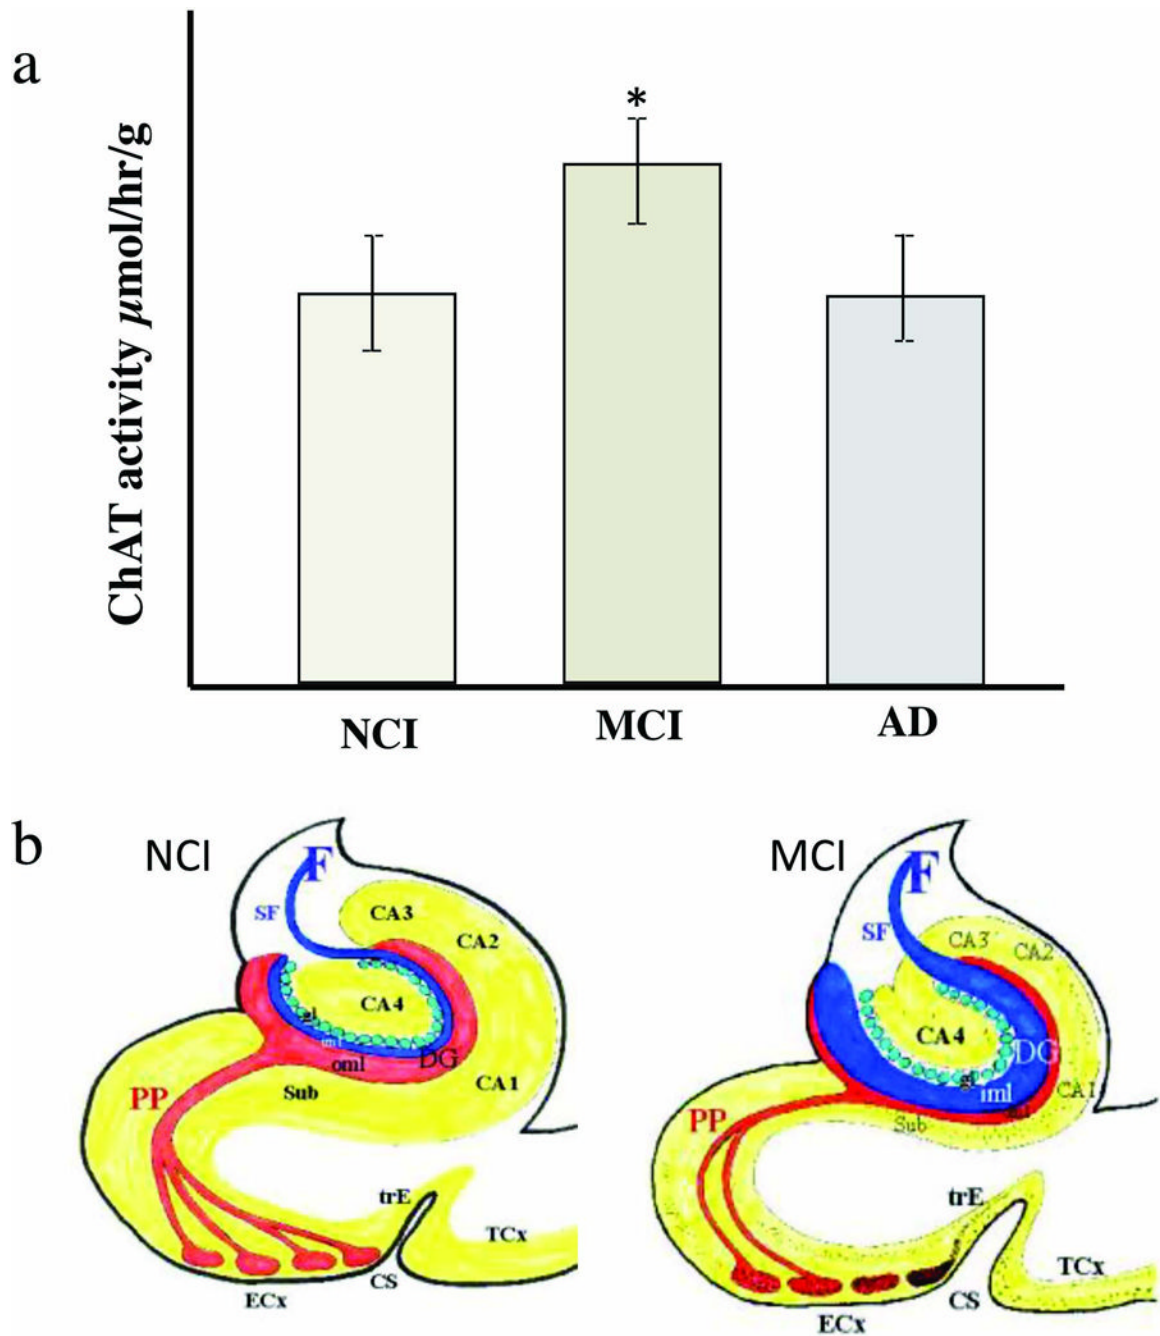 a
ChAT activity µmol/hr/g
*
NCI
MCI
AD
b
NCI
F
SF
CA3
CA2
CA4
gl
iml
oml
DG
CA1
Sub
PP
trE
TCx
CS
ECx
MCI
F
SF
CA3
CA2
CA4
DG
gl
iml
CA1
Sub
PP
trE
TCx
CS
ECx